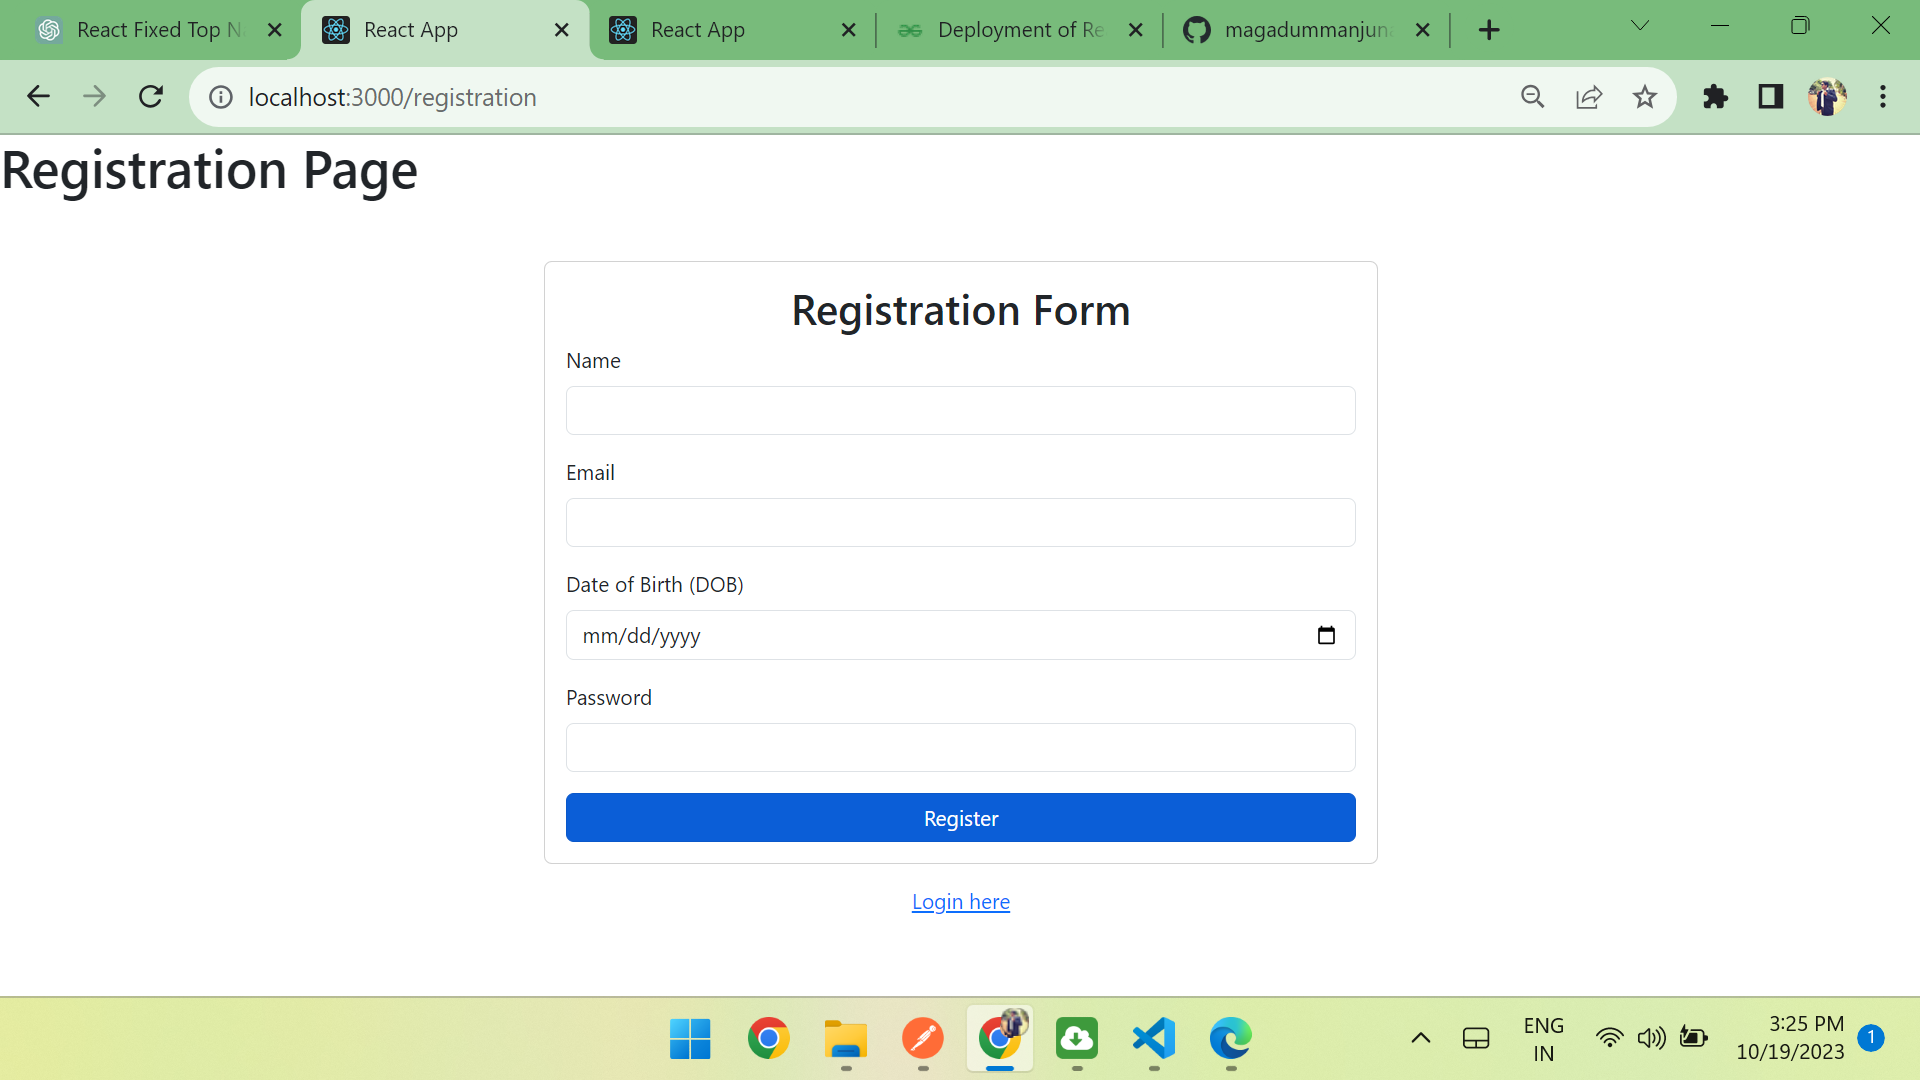 React Fixed Top N
React App
React App
Deployment of Re
magadummanjuna
localhost:3000/registration
Registration Page
Registration Form
Name
Email
Date of Birth (DOB)
mm/dd/yyyy
Password
Register
Login here
ENG
IN
3:25 PM
10/19/2023
1